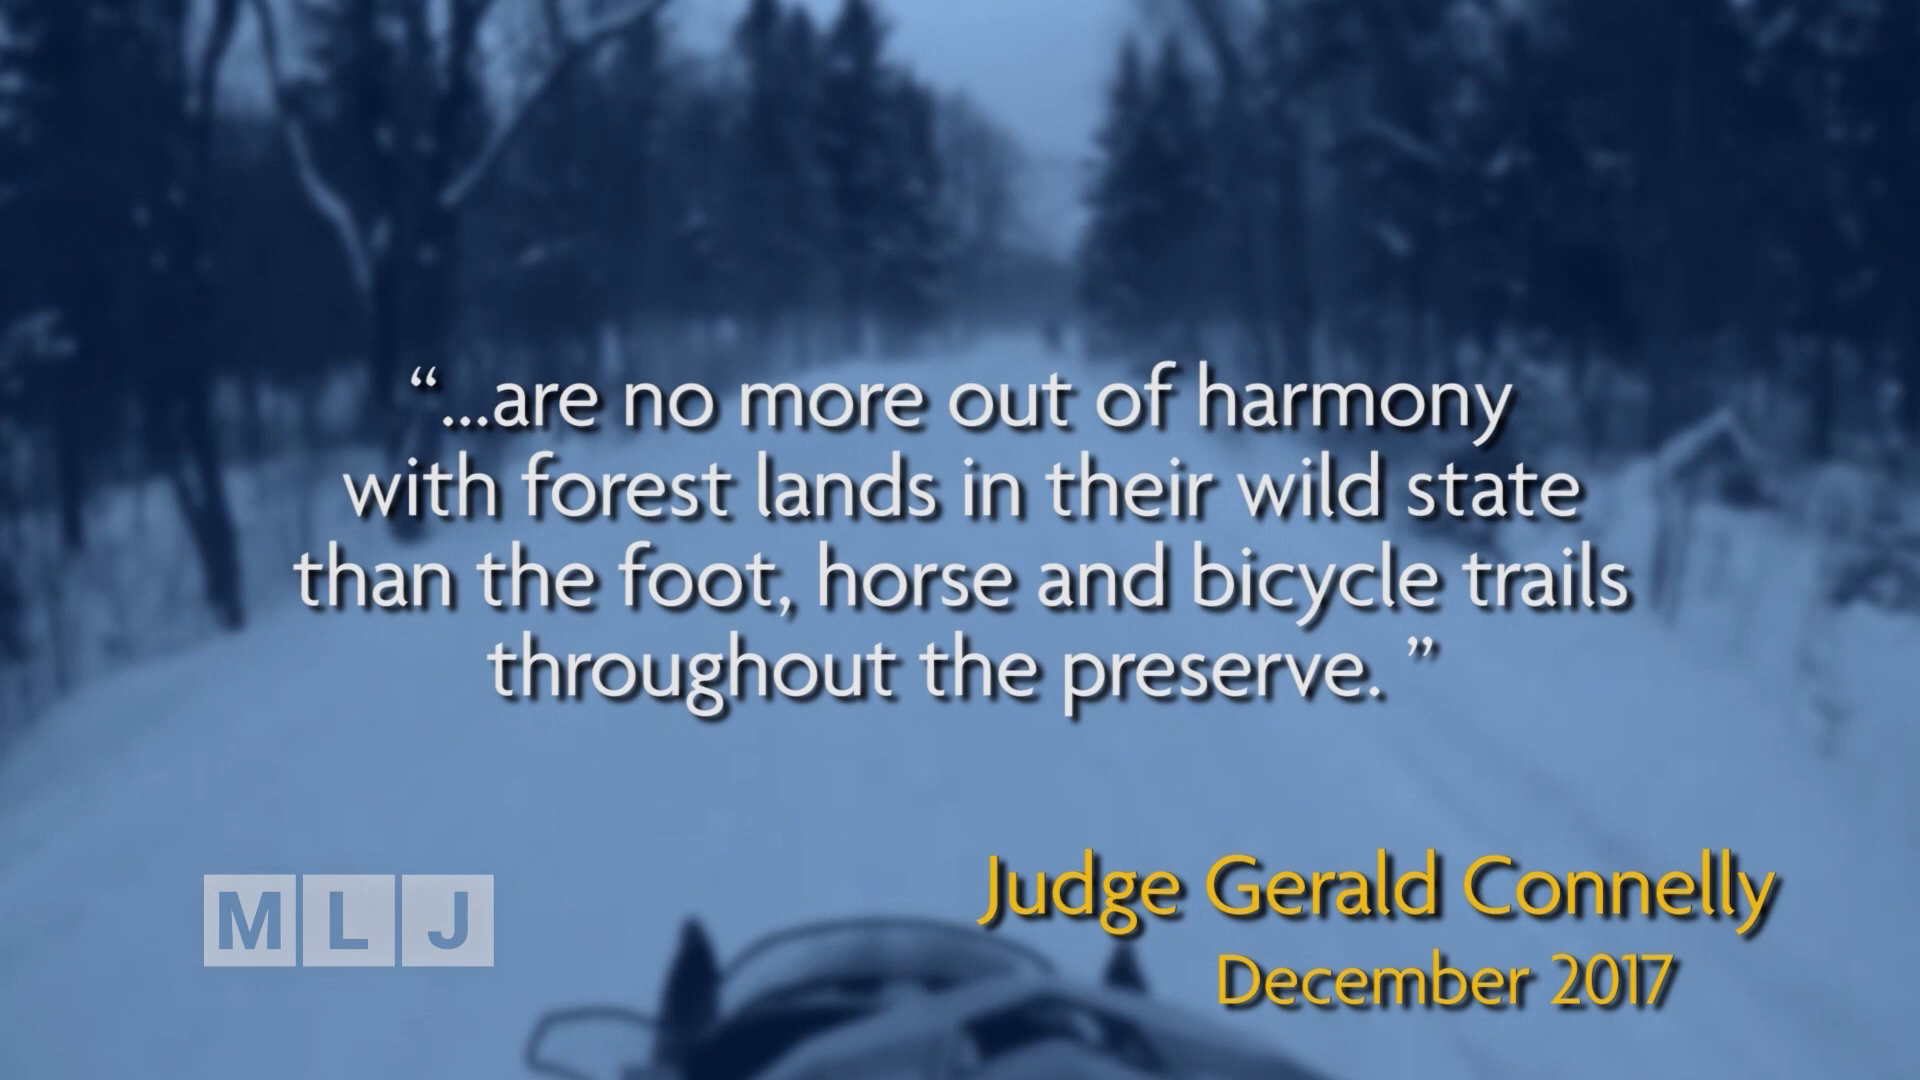 “...are no more out of harmony
with forest lands in their wild state
than the foot, horse and bicycle trails
throughout the preserve. ”
Judge Gerald Connelly
December 2017
MLJ